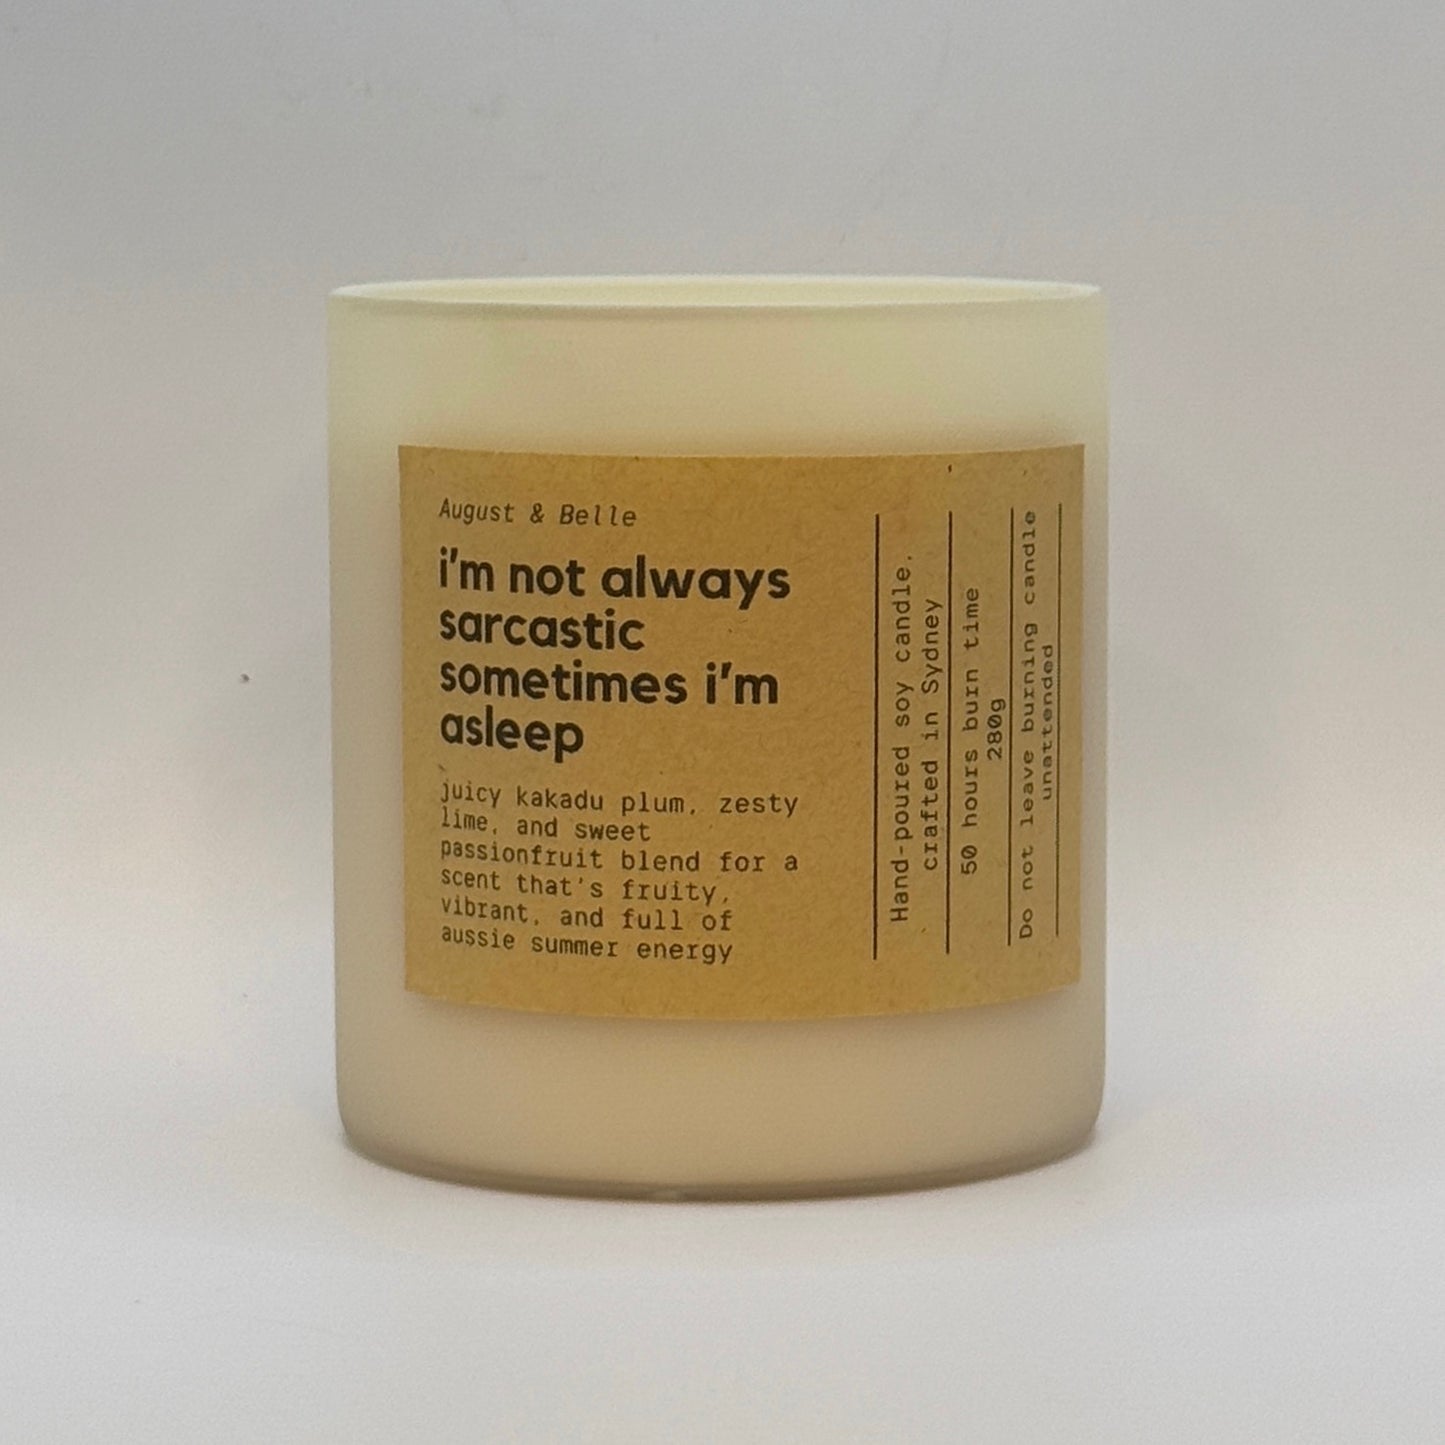 August & Belle
i'm not always
sarcastic
sometimes i'm
asleep
juicy kakadu plum, zesty
lime, and sweet
passionfruit blend for a
scent that's fruity,
vibrant, and full of
aussie summer energy
Hand-poured soy candle,
crafted in Sydney
50 hours burn time
280g
Do not leave burning candle
unattended